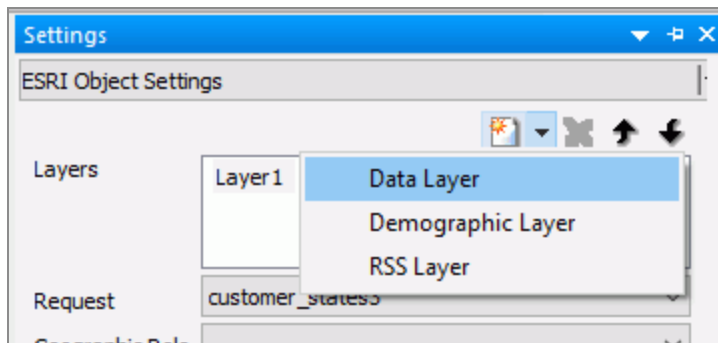 Settings
ESRI Object Settings
Layers
Layer1
Data Layer
Demographic Layer
RSS Layer
Request
customer_states3